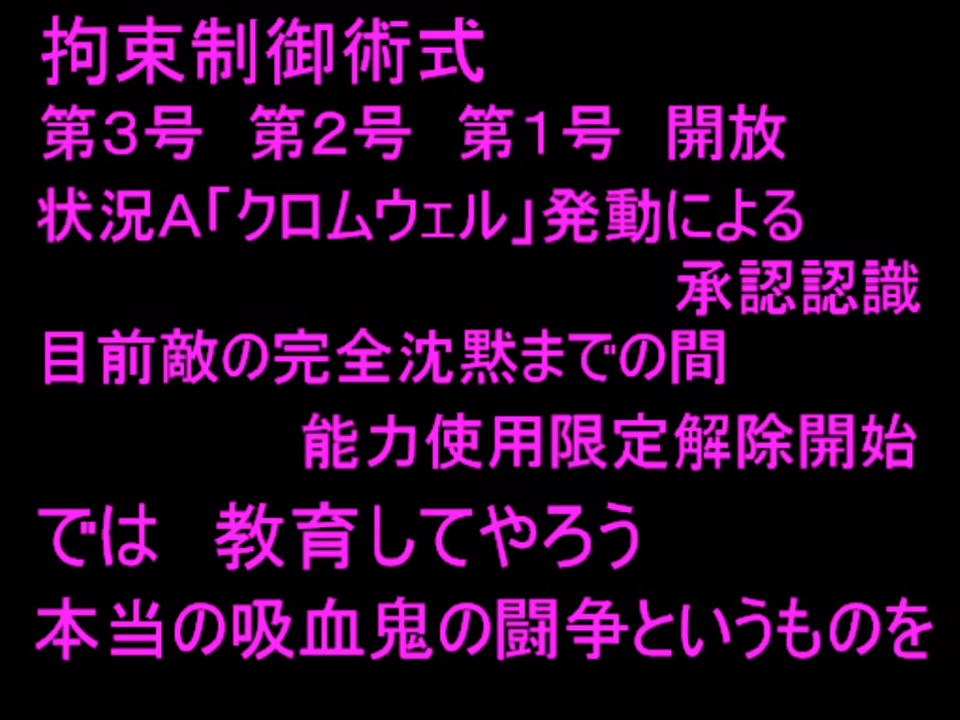 拘束制御術式
第３号　第２号　第１号　開放
状況Ａ「クロムウェル」発動による
承認認識
目前敵の完全沈黙までの間
能力使用限定解除開始
では　教育してやろう
本当の吸血鬼の闘争というものを